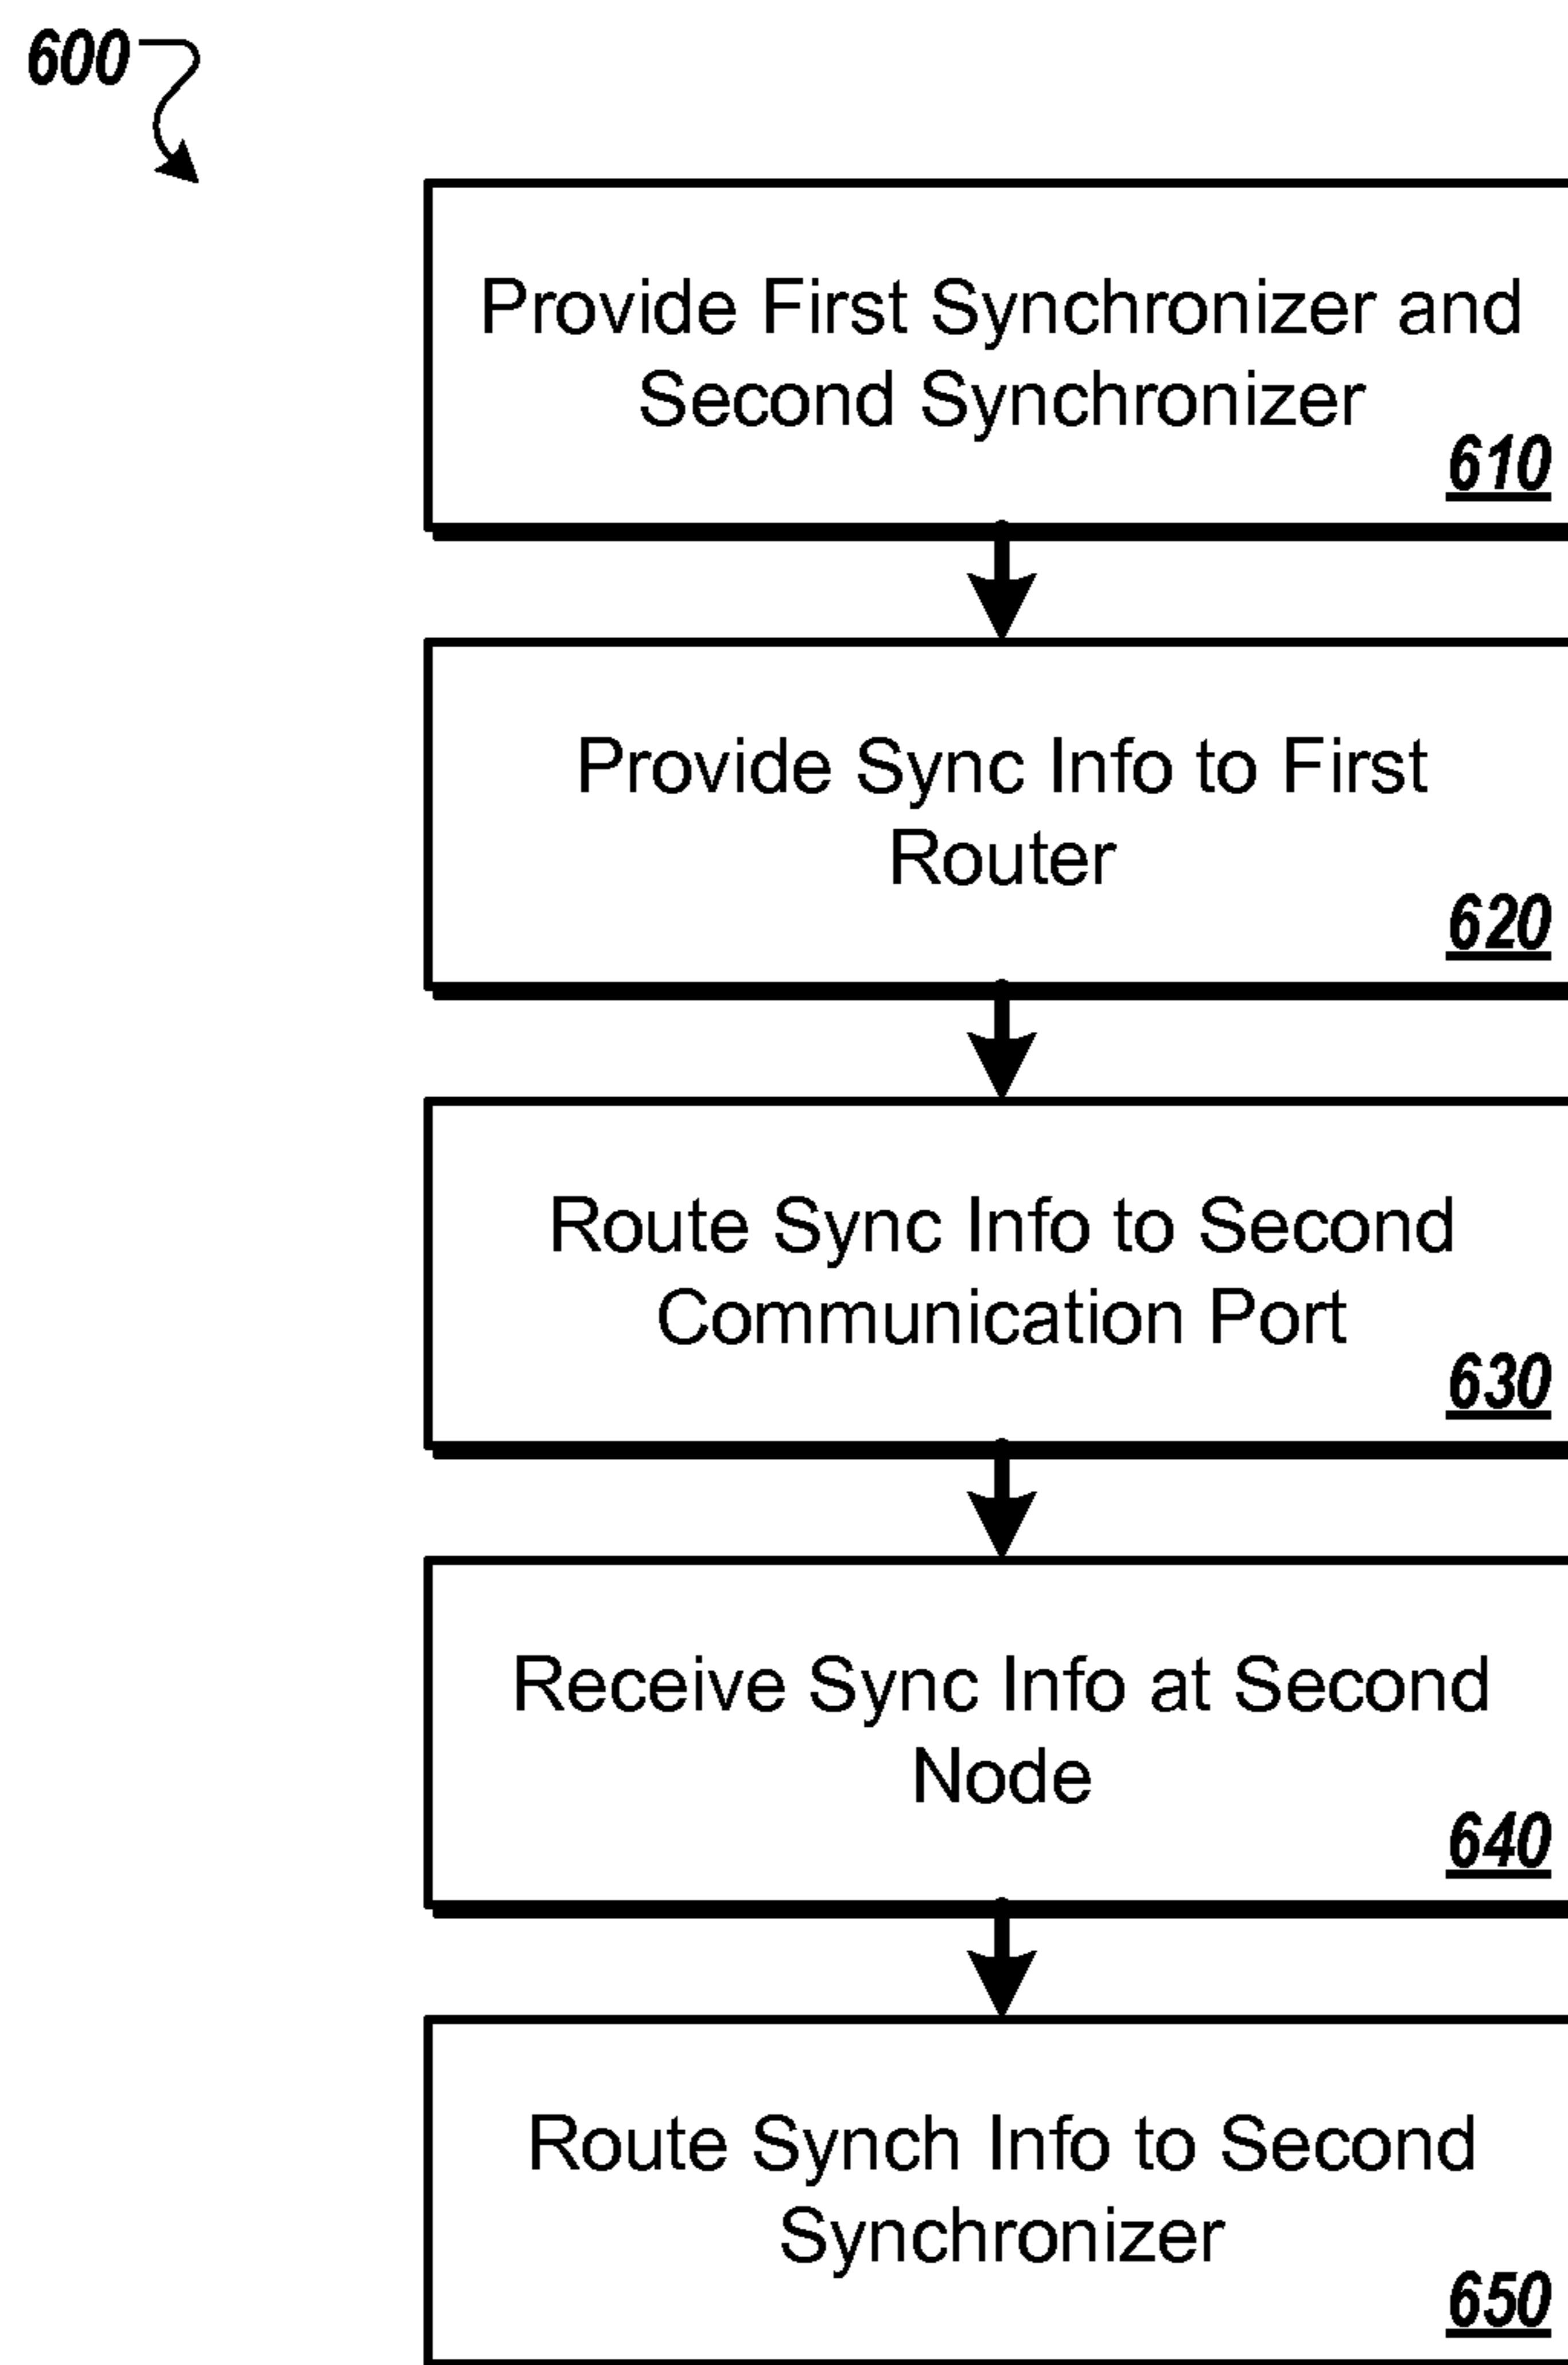 600
Provide First Synchronizer and
Second Synchronizer
610
Provide Sync Info to First
Router
620
Route Sync Info to Second
Communication Port
630
Receive Sync Info at Second
Node
640
Route Synch Info to Second
Synchronizer
650